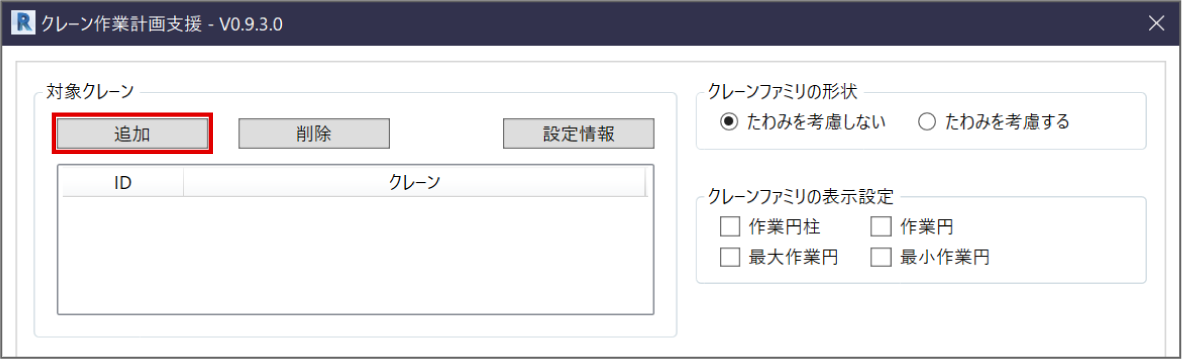 クレーン作業計画支援 - V0.9.3.0
対象クレーン
追加 削除 設定情報
ID クレーン
クレーンファミリの形状
たわみを考慮しない たわみを考慮する
クレーンファミリの表示設定
作業円柱 作業円
最大作業円 最小作業円